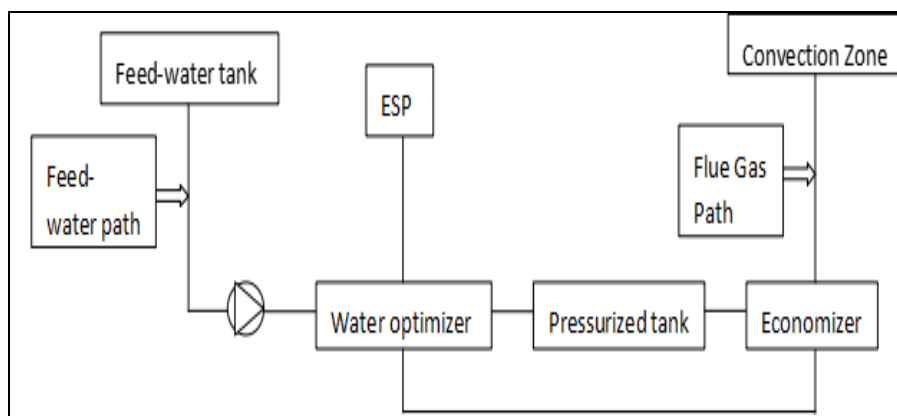 Convection Zone
Feed-water tank
ESP
Feed-
water path
Flue Gas
Path
Water optimizer
Pressurized tank
Economizer